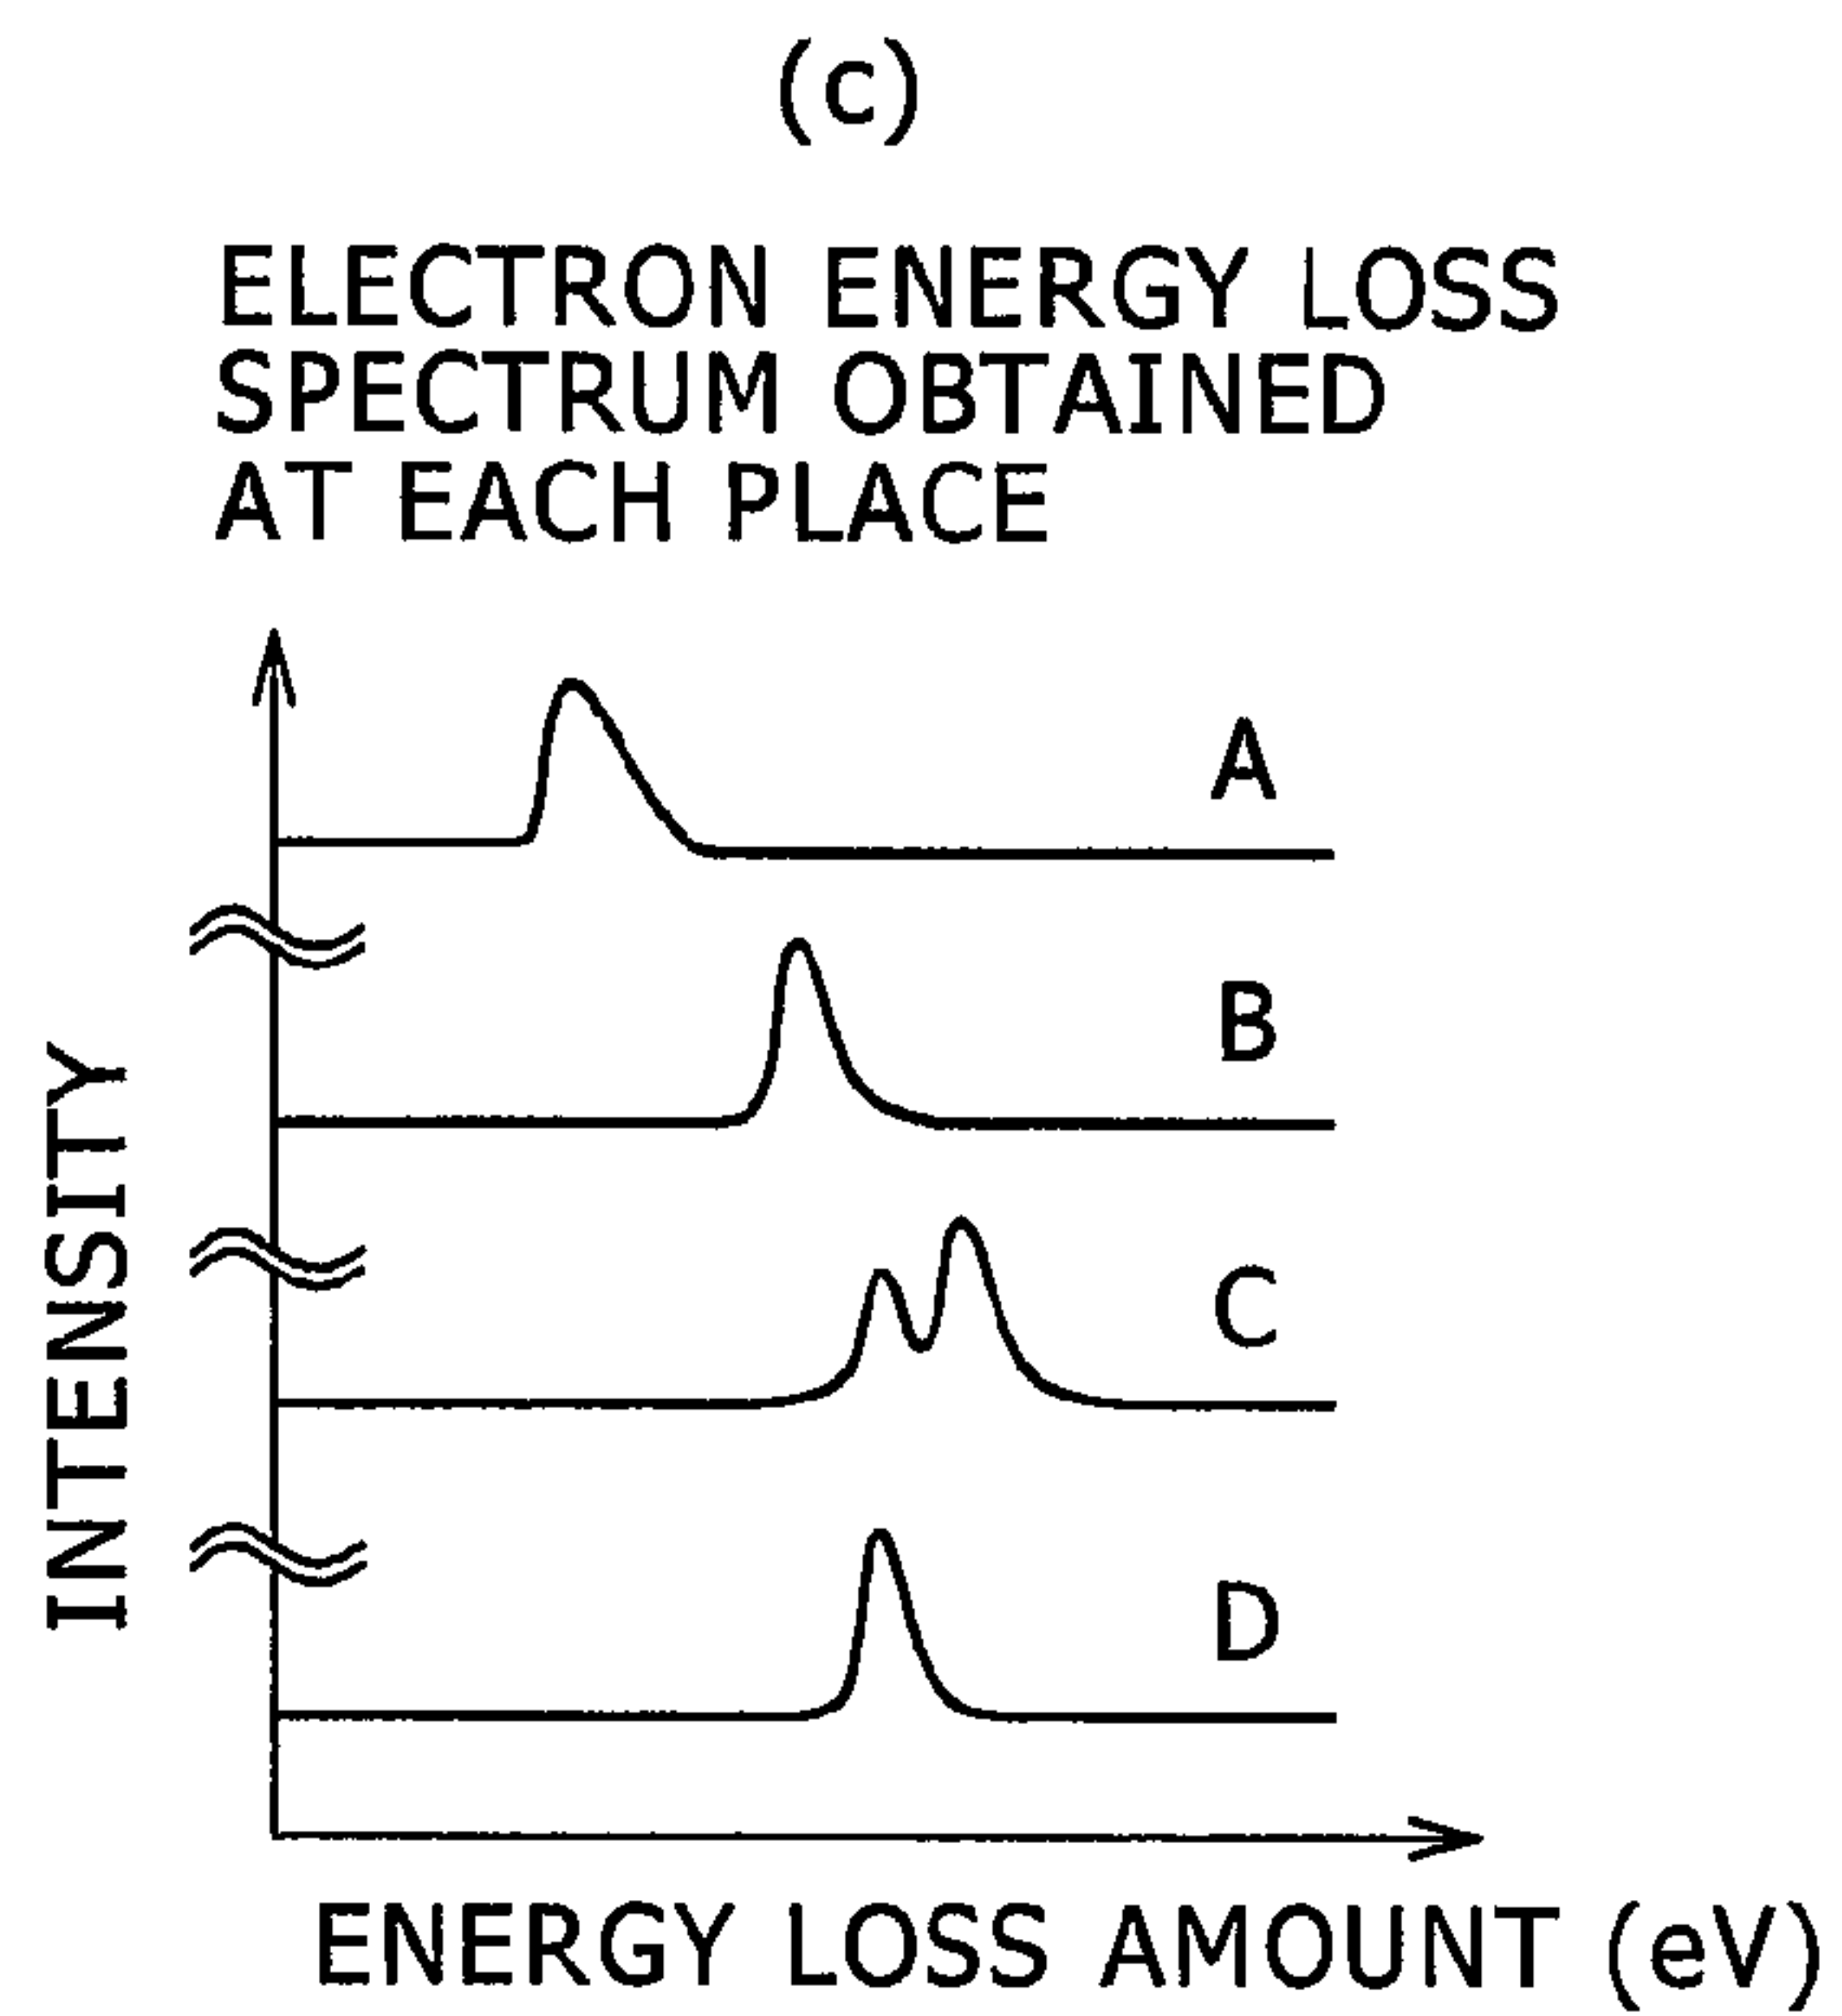 (c)
ELECTRON ENERGY LOSS
SPECTRUM OBTAINED
AT EACH PLACE
A
B
C
D
INTENSITY
ENERGY LOSS AMOUNT (eV)